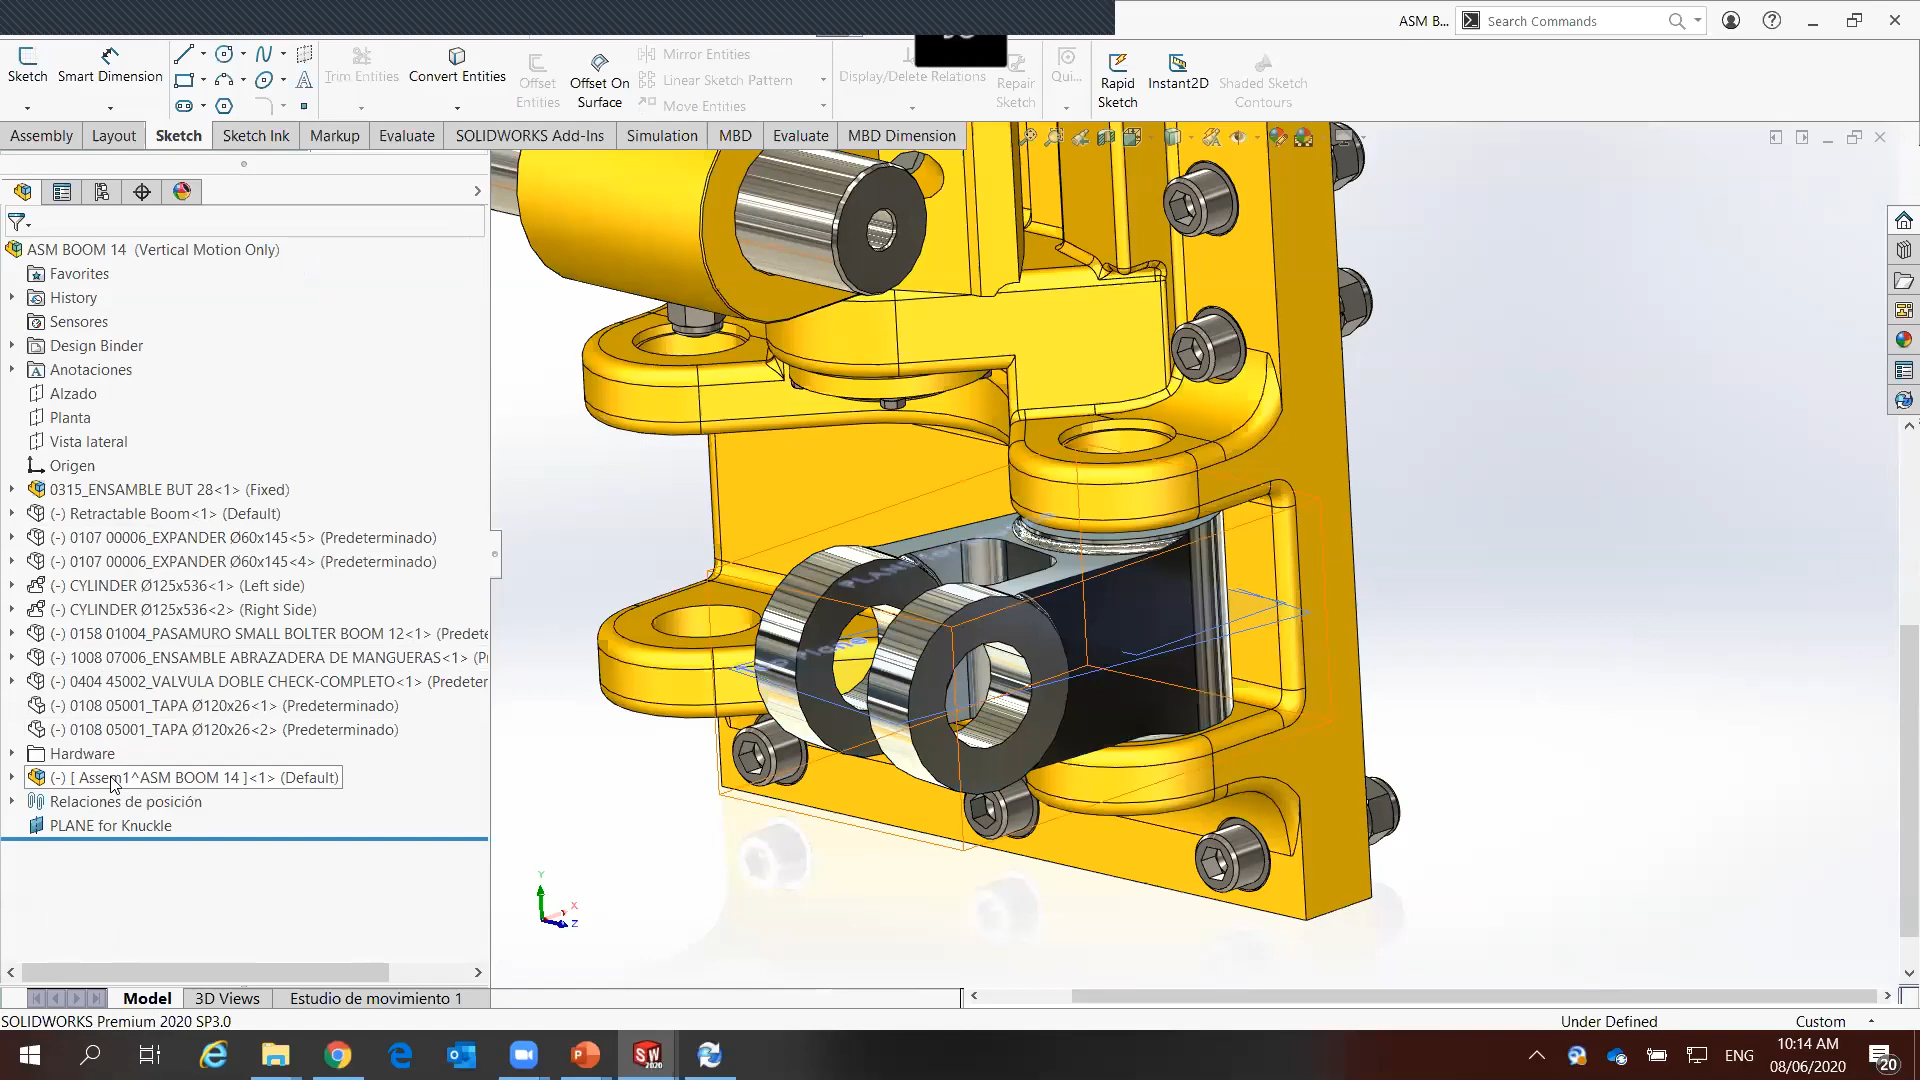 ASM B...
Search Commands
Sketch
Smart Dimension
Trim Entities
Convert Entities
Offset Entities
Offset On Surface
Mirror Entities
Linear Sketch Pattern
Move Entities
Display/Delete Relations
Repair Sketch
Qui...
Rapid Sketch
Instant2D
Shaded Sketch Contours
Assembly
Layout
Sketch
Sketch Ink
Markup
Evaluate
SOLIDWORKS Add-Ins
Simulation
MBD
Evaluate
MBD Dimension
ASM BOOM 14 (Vertical Motion Only)
Favorites
History
Sensores
Design Binder
Anotaciones
Alzado
Planta
Vista lateral
Origen
0315_ENSAMBLE BUT 28<1> (Fixed)
(-) Retractable Boom<1> (Default)
(-) 0107 00006_EXPANDER Ø60x145<5> (Predeterminado)
(-) 0107 00006_EXPANDER Ø60x145<4> (Predeterminado)
(-) CYLINDER Ø125x536<1> (Left side)
(-) CYLINDER Ø125x536<2> (Right Side)
(-) 0158 01004_PASAMURO SMALL BOLTER BOOM 12<1> (Predete
(-) 1008 07006_ENSAMBLE ABRAZADERA DE MANGUERAS<1> (P
(-) 0404 45002_VALVULA DOBLE CHECK-COMPLETO<1> (Predeter
(-) 0108 05001_TAPA Ø120x26<1> (Predeterminado)
(-) 0108 05001_TAPA Ø120x26<2> (Predeterminado)
Hardware
(-) [ Assem1^ASM BOOM 14 ]<1> (Default)
Relaciones de posición
PLANE for Knuckle
Y
X
Z
Model
3D Views
Estudio de movimiento 1
SOLIDWORKS Premium 2020 SP3.0
Under Defined
Custom
SW
2020
ENG
10:14 AM
08/06/2020
20